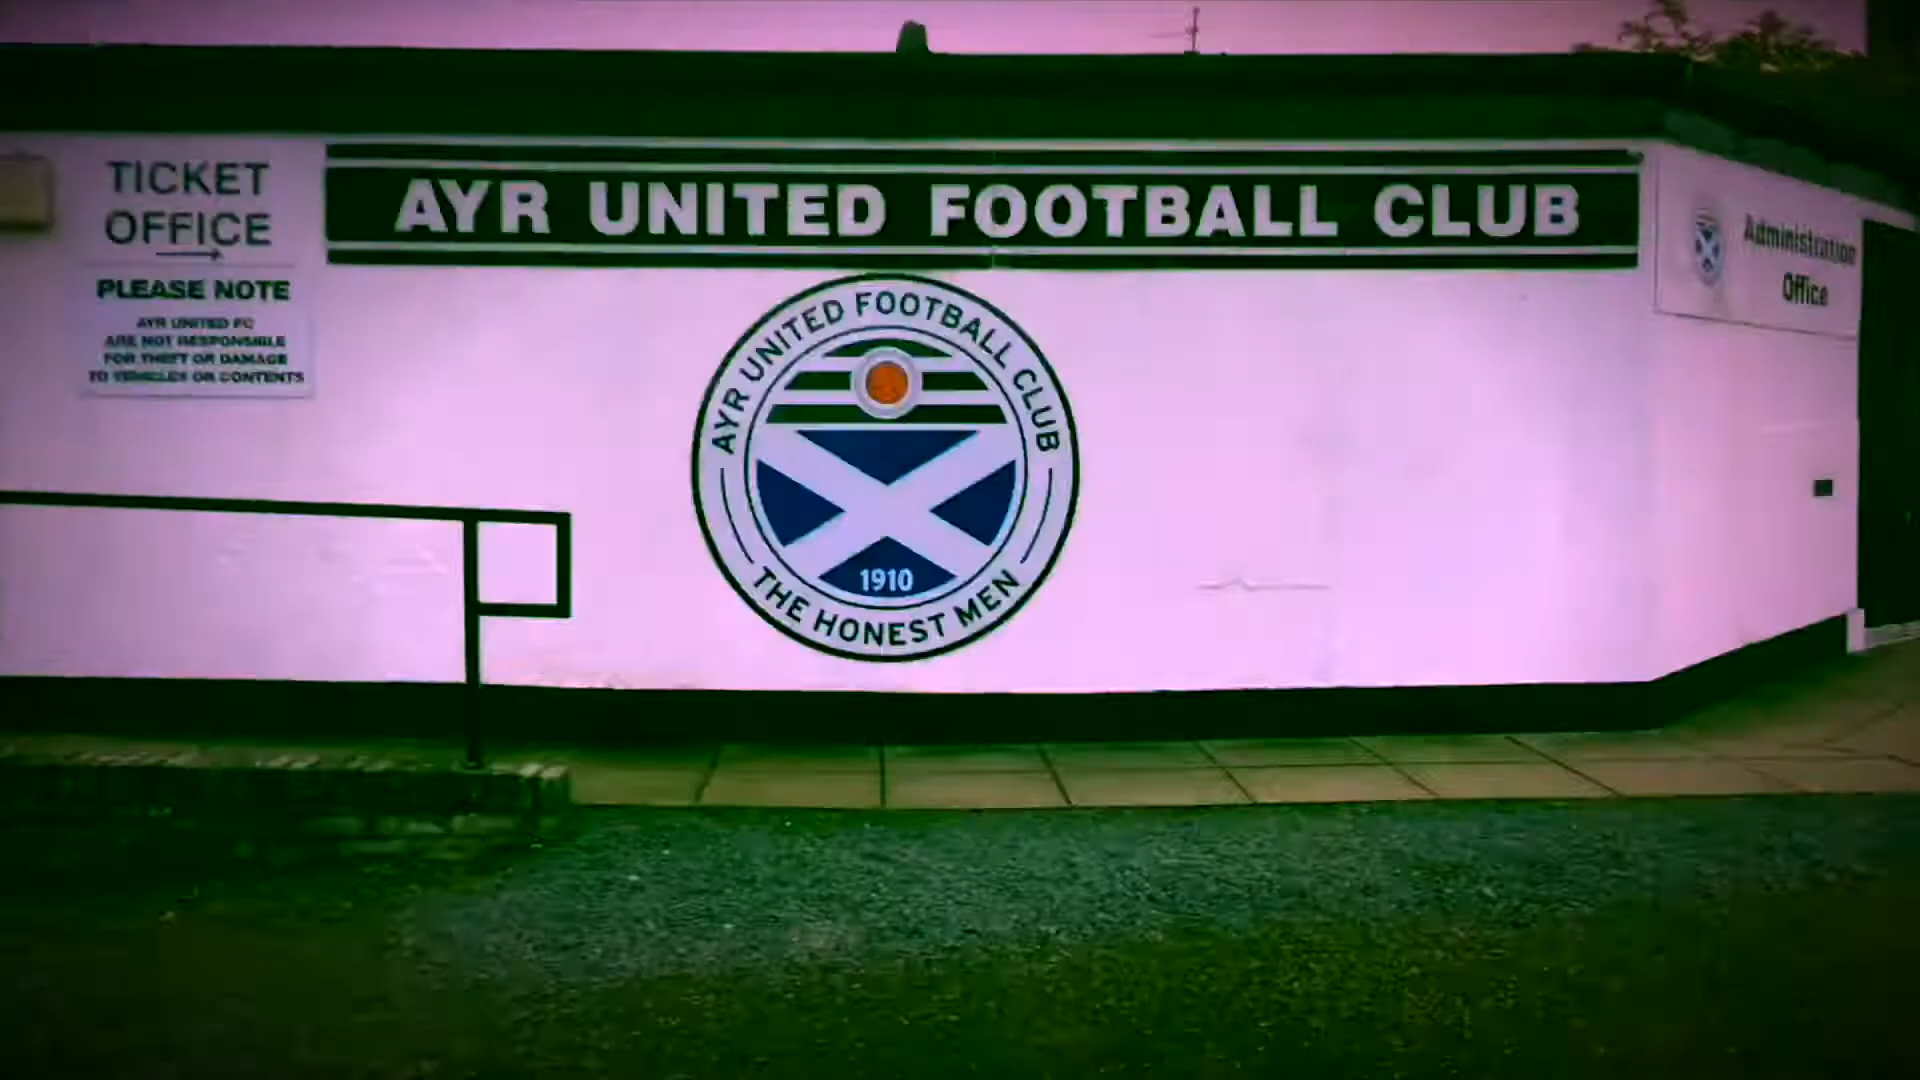 TICKET
OFFICE
PLEASE NOTE
AYR UNITED FC
ARE NOT RESPONSIBLE
FOR THEFT OR DAMAGE
TO VEHICLES OR CONTENTS
AYR UNITED FOOTBALL CLUB
AYR UNITED FOOTBALL CLUB
1910
THE HONEST MEN
Administration
Office